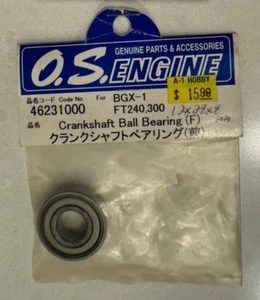 GENUINE PARTS & ACCESSORIES
O.S.ENGINE
品名コード Code No.
For
BGX-1
A-1 HOBBY
46231000
FT240,300
$ 15.99
品名
Crankshaft Ball Bearing (F)
クランクシャフトベアリング(前)